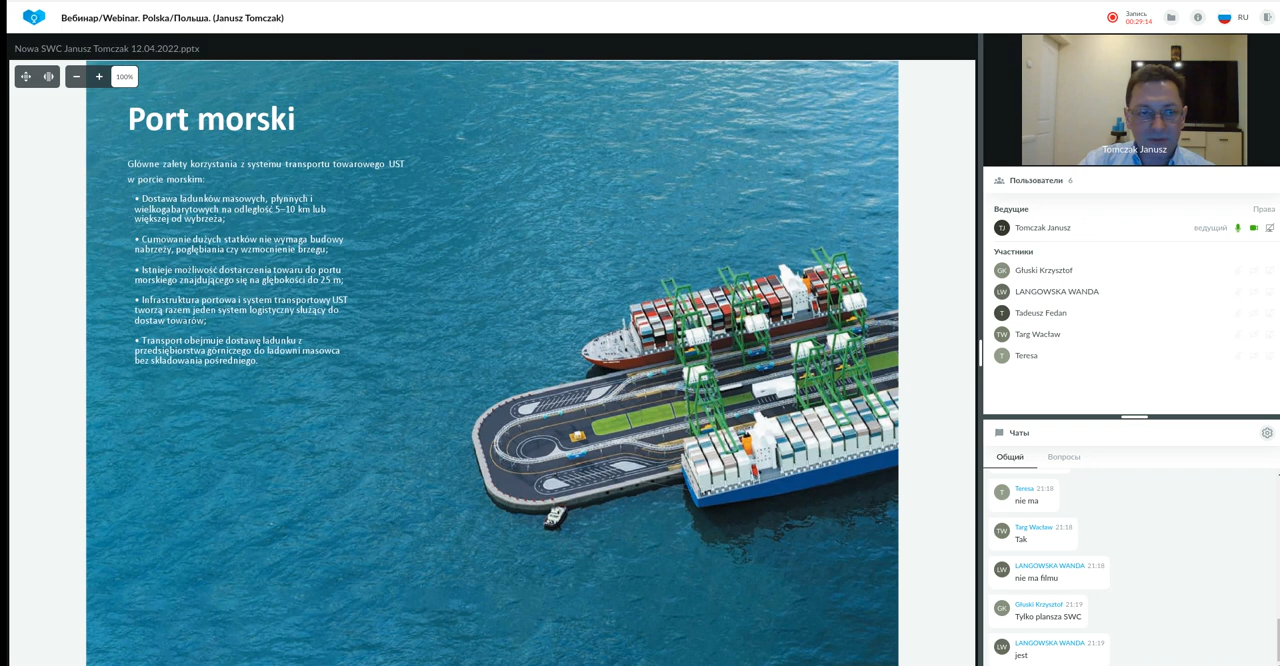 Вебинар/Webinar. Polska/Польша. (Janusz Tomczak)
Запись
00:29:14
RU
Nowa SWC Janusz Tomczak 12.04.2022.pptx
100%
Port morski
Główne zalety korzystania z systemu transportu towarowego UST
w porcie morskim:
• Dostawa ładunków masowych, płynnych i
wielkogabarytowych na odległość 5–10 km lub
większej od wybrzeża;
• Cumowanie dużych statków nie wymaga budowy
nabrzeży, pogłębiania czy wzmocnienie brzegu;
• Istnieje możliwość dostarczenia towaru do portu
morskiego znajdującego się na głębokości do 25 m;
• Infrastruktura portowa i system transportowy UST
tworzą razem jeden system logistyczny służący do
dostaw towarów;
• Transport obejmuje dostawę ładunku z
przedsiębiorstwa górniczego do ładowni masowca
bez składowania pośredniego.
Tomczak Janusz
Пользователи 6
Ведущие Права
TJ Tomczak Janusz ведущий
Участники
GK Głuski Krzysztof
LW LANGOWSKA WANDA
T Tadeusz Fedan
TW Targ Wacław
T Teresa
Чаты
Общий Вопросы
T Teresa 21:18
nie ma
TW Targ Wacław 21:18
Tak
LW LANGOWSKA WANDA 21:18
nie ma filmu
GK Głuski Krzysztof 21:19
Tylko plansza SWC
LW LANGOWSKA WANDA 21:19
jest